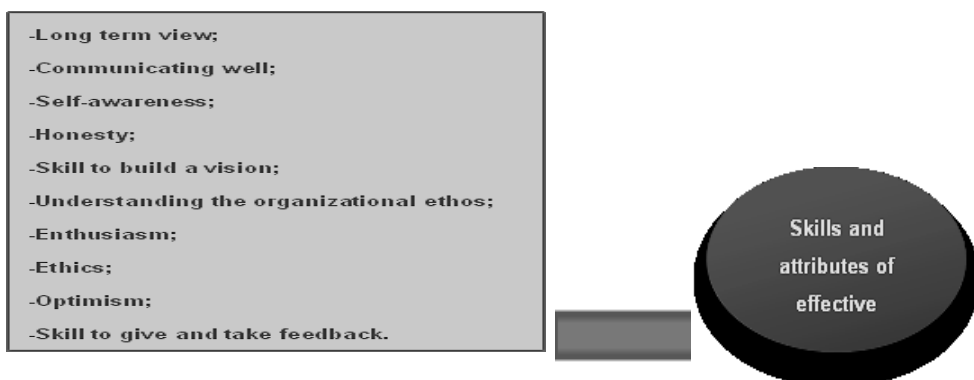 -Long term view;
-Communicating well;
-Self-awareness;
-Honesty;
-Skill to build a vision;
-Understanding the organizational ethos;
-Enthusiasm;
-Ethics;
-Optimism;
-Skill to give and take feedback.
Skills and
attributes of
effective